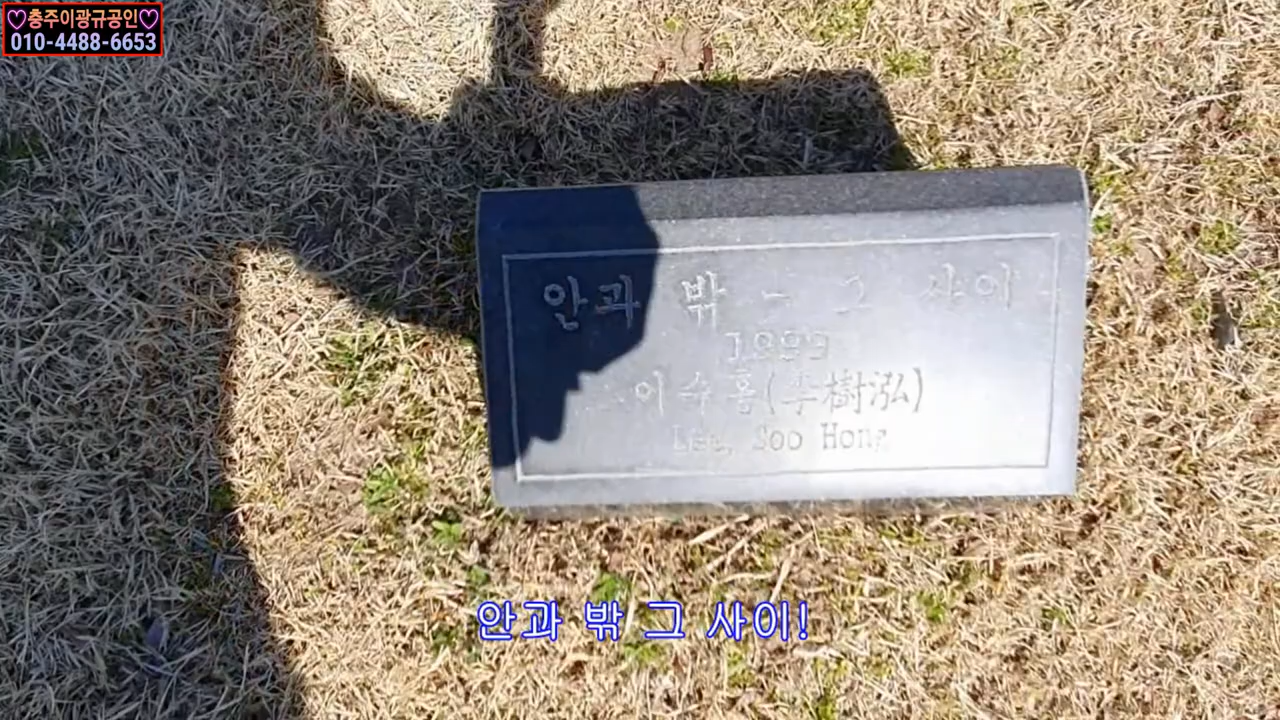 ♡충주이광규공인♡
010-4488-6653
안과 밖 - 그 사이
1999
이수홍(李樹泓)
Lee, Soo Hong
안과 밖 그 사이!